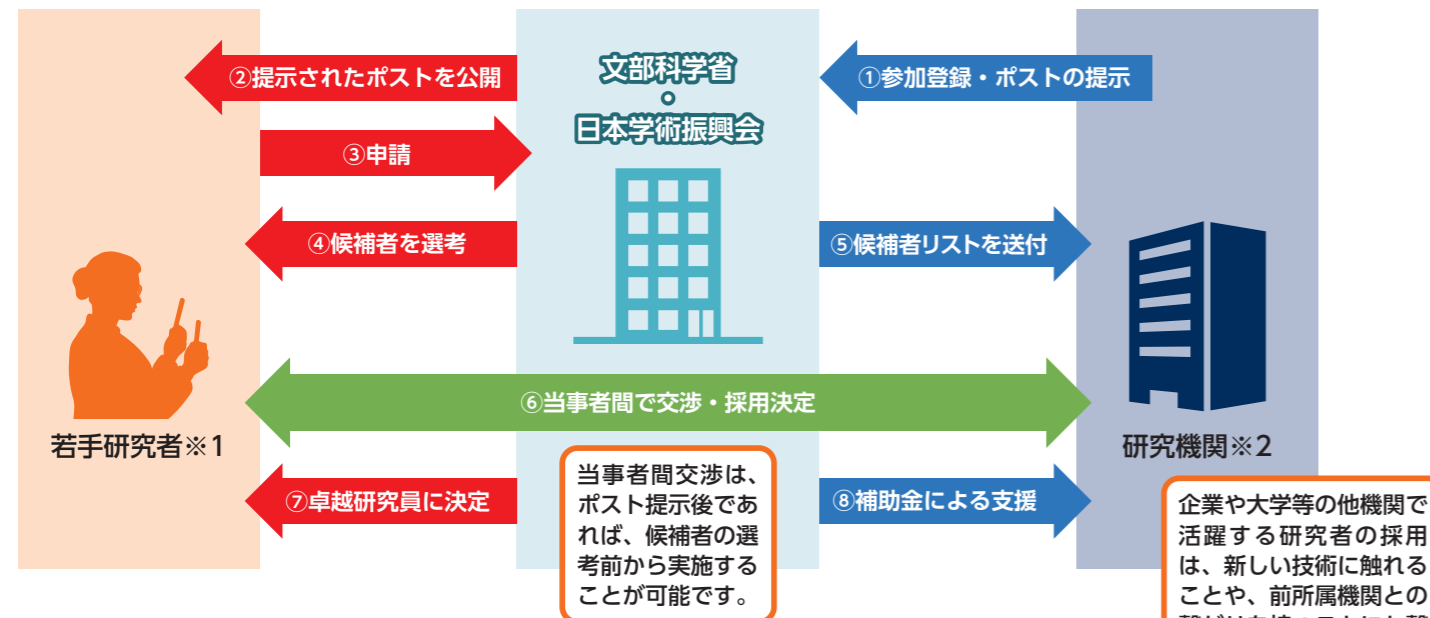 文部科学省
・
日本学術振興会
①参加登録・ポストの提示
②提示されたポストを公開
③申請
④候補者を選考
⑤候補者リストを送付
⑥当事者間で交渉・採用決定
若手研究者※1
研究機関※2
⑦卓越研究員に決定
⑧補助金による支援
当事者間交渉は、
ポスト提示後であ
れば、候補者の選
考前から実施する
ことが可能です。
企業や大学等の他機関で
活躍する研究者の採用
は、新しい技術に触れる
ことや、前所属機関との